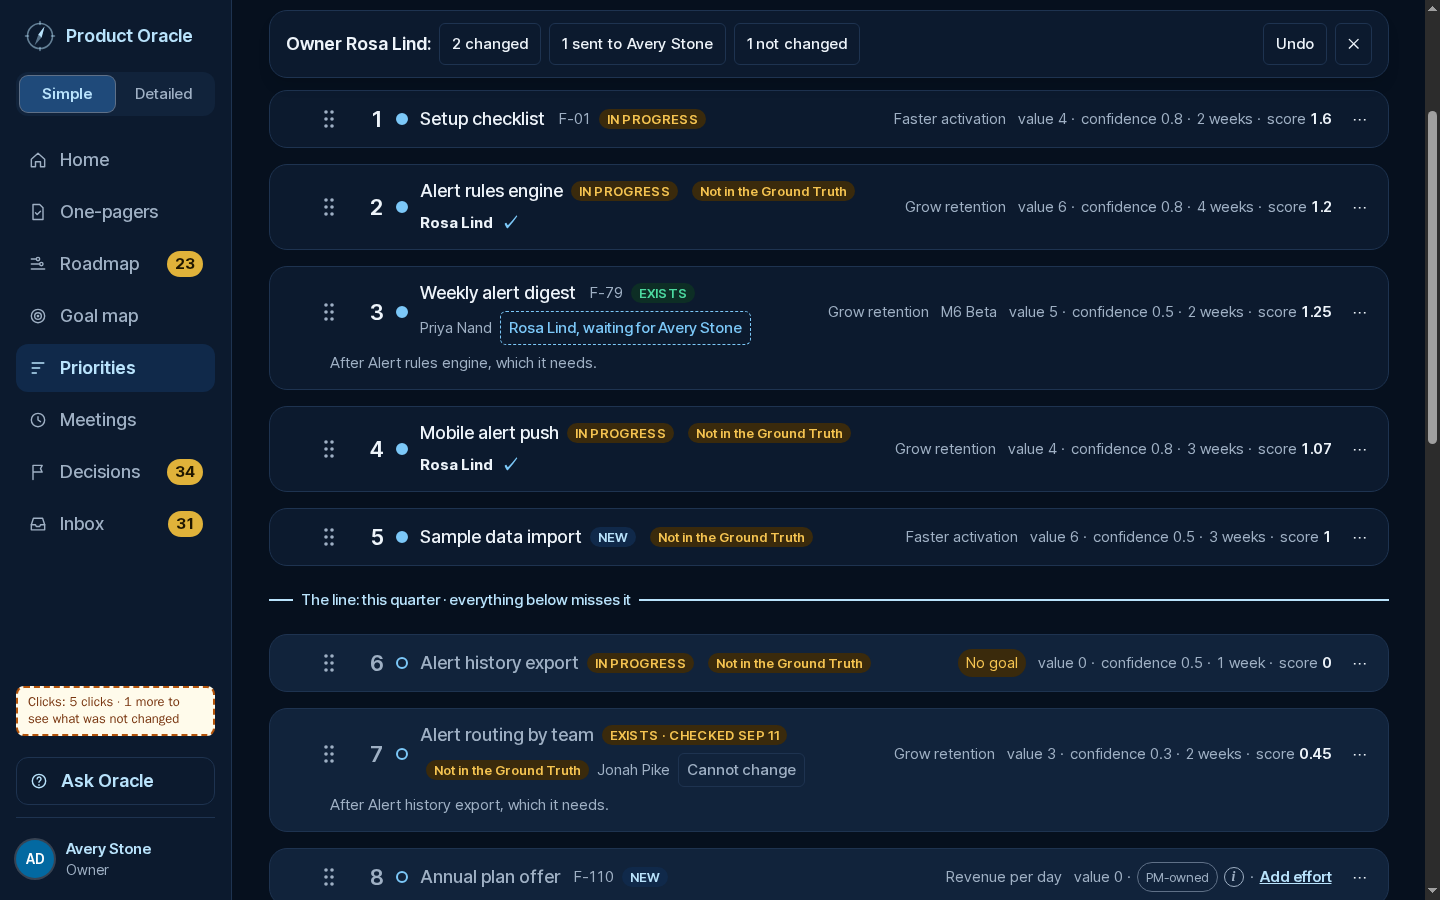 Product Oracle
Simple
Detailed
Home
One-pagers
Roadmap 23
Goal map
Priorities
Meetings
Decisions 34
Inbox 31
Clicks: 5 clicks · 1 more to
see what was not changed
Ask Oracle
AD
Avery Stone
Owner
Owner Rosa Lind: 2 changed 1 sent to Avery Stone 1 not changed Undo ×
1 Setup checklist F-01 IN PROGRESS Faster activation value 4 · confidence 0.8 · 2 weeks · score 1.6 ···
2 Alert rules engine IN PROGRESS Not in the Ground Truth Grow retention value 6 · confidence 0.8 · 4 weeks · score 1.2 ···
Rosa Lind ✓
3 Weekly alert digest F-79 EXISTS Grow retention M6 Beta value 5 · confidence 0.5 · 2 weeks · score 1.25 ···
Priya Nand Rosa Lind, waiting for Avery Stone
After Alert rules engine, which it needs.
4 Mobile alert push IN PROGRESS Not in the Ground Truth Grow retention value 4 · confidence 0.8 · 3 weeks · score 1.07 ···
Rosa Lind ✓
5 Sample data import NEW Not in the Ground Truth Faster activation value 6 · confidence 0.5 · 3 weeks · score 1 ···
The line: this quarter · everything below misses it
6 Alert history export IN PROGRESS Not in the Ground Truth No goal value 0 · confidence 0.5 · 1 week · score 0 ···
7 Alert routing by team EXISTS · CHECKED SEP 11 Grow retention value 3 · confidence 0.3 · 2 weeks · score 0.45 ···
Not in the Ground Truth Jonah Pike Cannot change
After Alert history export, which it needs.
8 Annual plan offer F-110 NEW Revenue per day value 0 · PM-owned i · Add effort ···